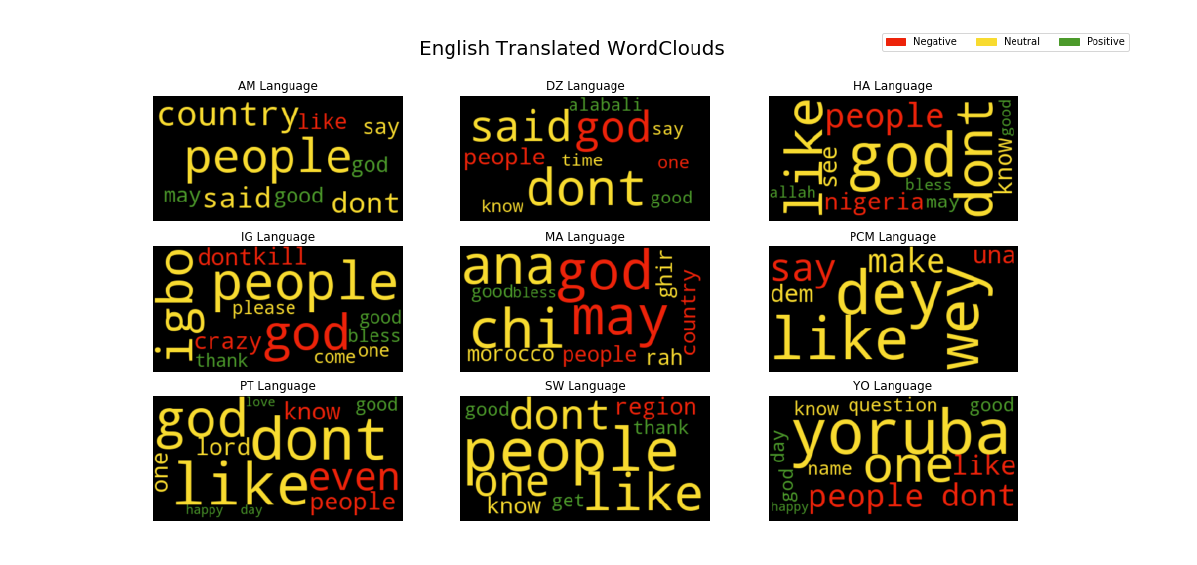 English Translated WordClouds
Negative Neutral Positive
AM Language
country like say
people god
may said good dont
DZ Language
alabali
said god say
people time one
dont
know good
HA Language
like people dont good
see god know
allah bless
nigeria may
IG Language
igbo dontkill
people
please
crazy god good
bless
thank come one
MA Language
ana god ghir
good bless country
chi may
morocco people rah
PCM Language
say make una
dem dey wey
like
PT Language
god love know good
lord dont
one like even
people
happy day
SW Language
good dont region
thank
people
one like
know get
YO Language
know question good
yoruba
day name one like
god people dont
happy